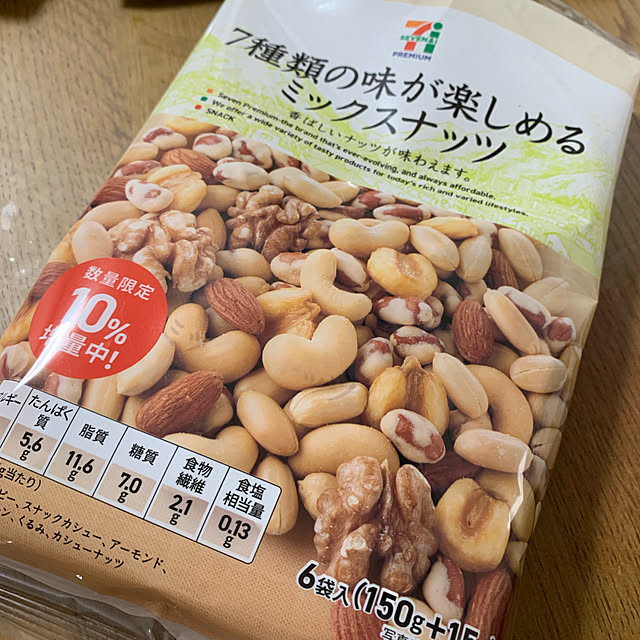 7
SEVEN&i
PREMIUM
7種類の味が楽しめる
ミックスナッツ
香ばしいナッツが味わえます。
Seven Premium-the brand that's ever-evolving, and always affordable.
We offer a wide variety of tasty products for today's rich and varied lifestyles.
SNACK
数量限定
10%
増量中!
たんぱく質 脂質 糖質 食物繊維 食塩相当量
5.6g 11.6g 7.0g 2.1g 0.13g
当たり)
スナックカシュー、アーモンド、
くるみ、カシューナッツ
6袋入(150g+15